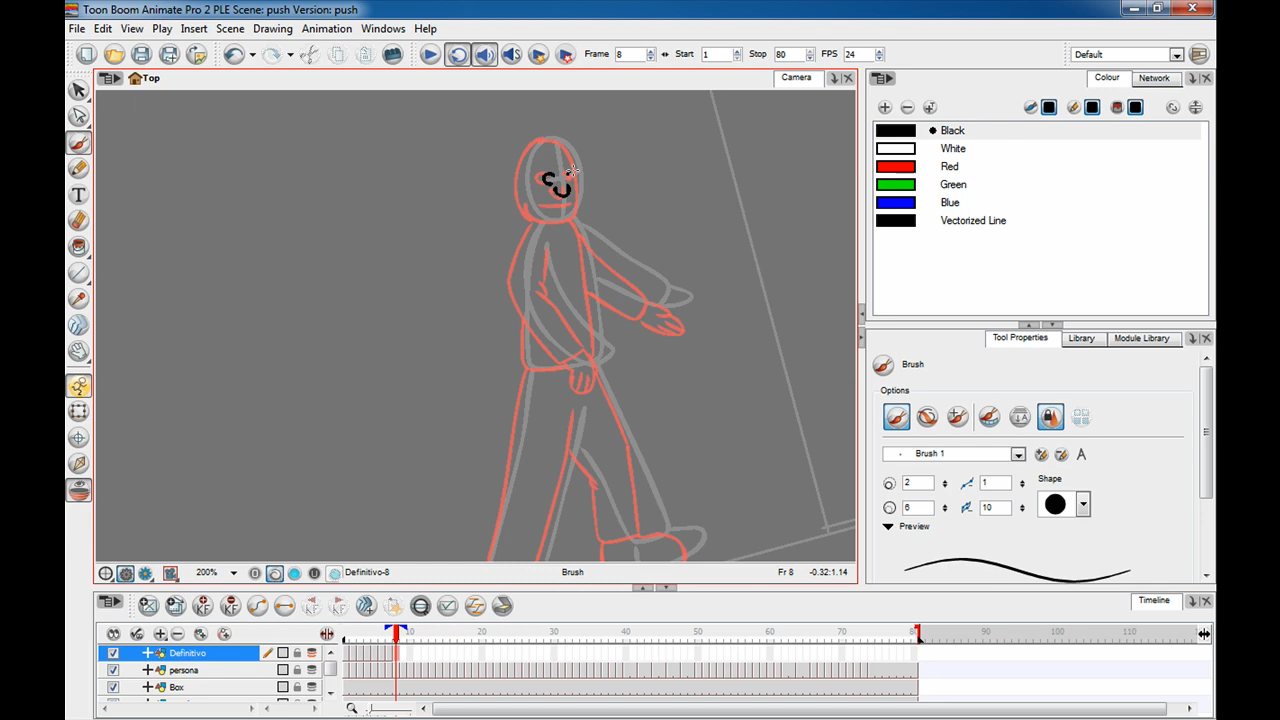 Toon Boom Animate Pro 2 PLE Scene: push Version: push
File Edit View Play Insert Scene Drawing Animation Windows Help
Frame 8 Start 1 Stop 80 FPS 24 Default
Top Camera Colour Network
Black
White
Red
Green
Blue
Vectorized Line
Tool Properties Library Module Library
Brush
Options
Brush 1
2 1 Shape
6 10
Preview
200% Definitivo-8 Brush Fr 8 -0.32:1.14
Timeline
10 20 30 40 50 60 70 90 100 110
Definitivo
persona
Box